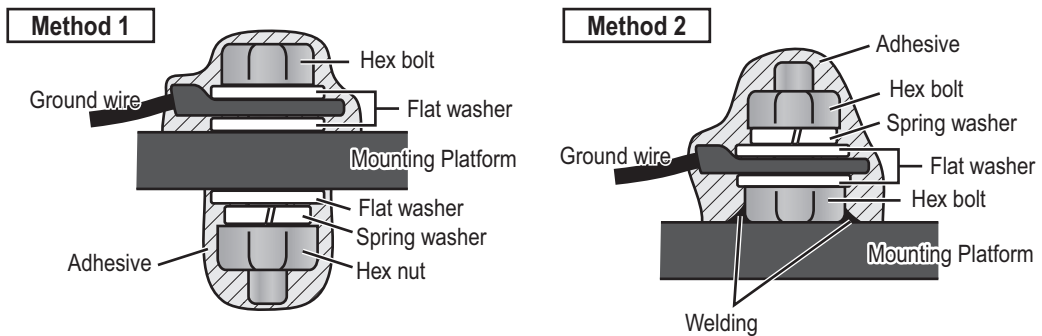 Method 1
Hex bolt
Ground wire
Flat washer
Mounting Platform
Flat washer
Spring washer
Adhesive
Hex nut
Method 2
Adhesive
Hex bolt
Spring washer
Ground wire
Flat washer
Hex bolt
Mounting Platform
Welding